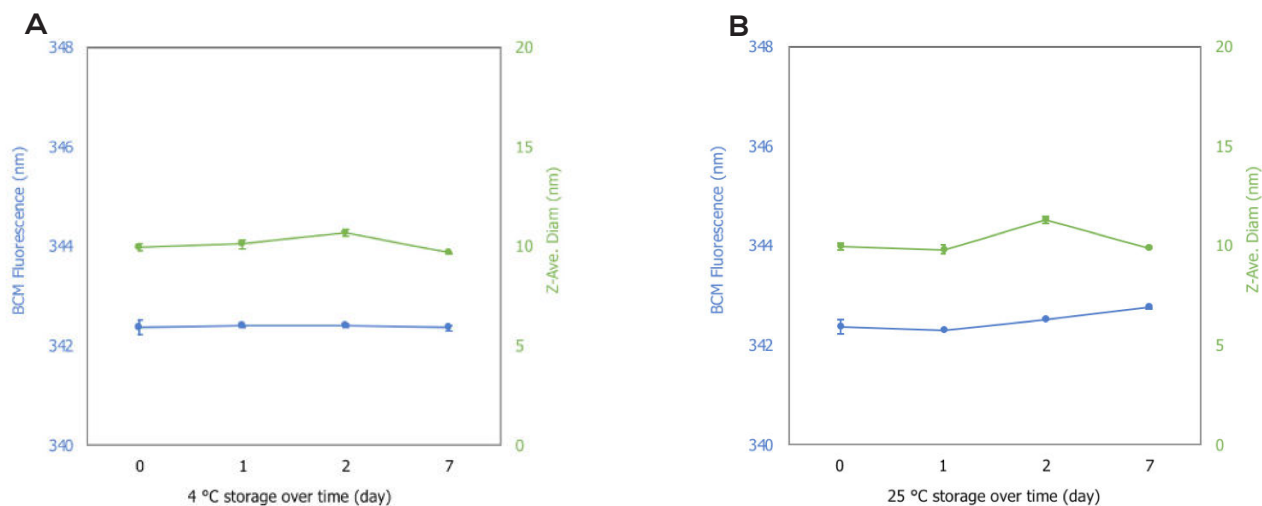 A
348
346
344
342
340
BCM Fluorescence (nm)
20
15
10
5
0
Z-Ave. Diam (nm)
0 1 2 7
4 °C storage over time (day)
B
348
346
344
342
340
BCM Fluorescence (nm)
20
15
10
5
0
Z-Ave. Diam (nm)
0 1 2 7
25 °C storage over time (day)